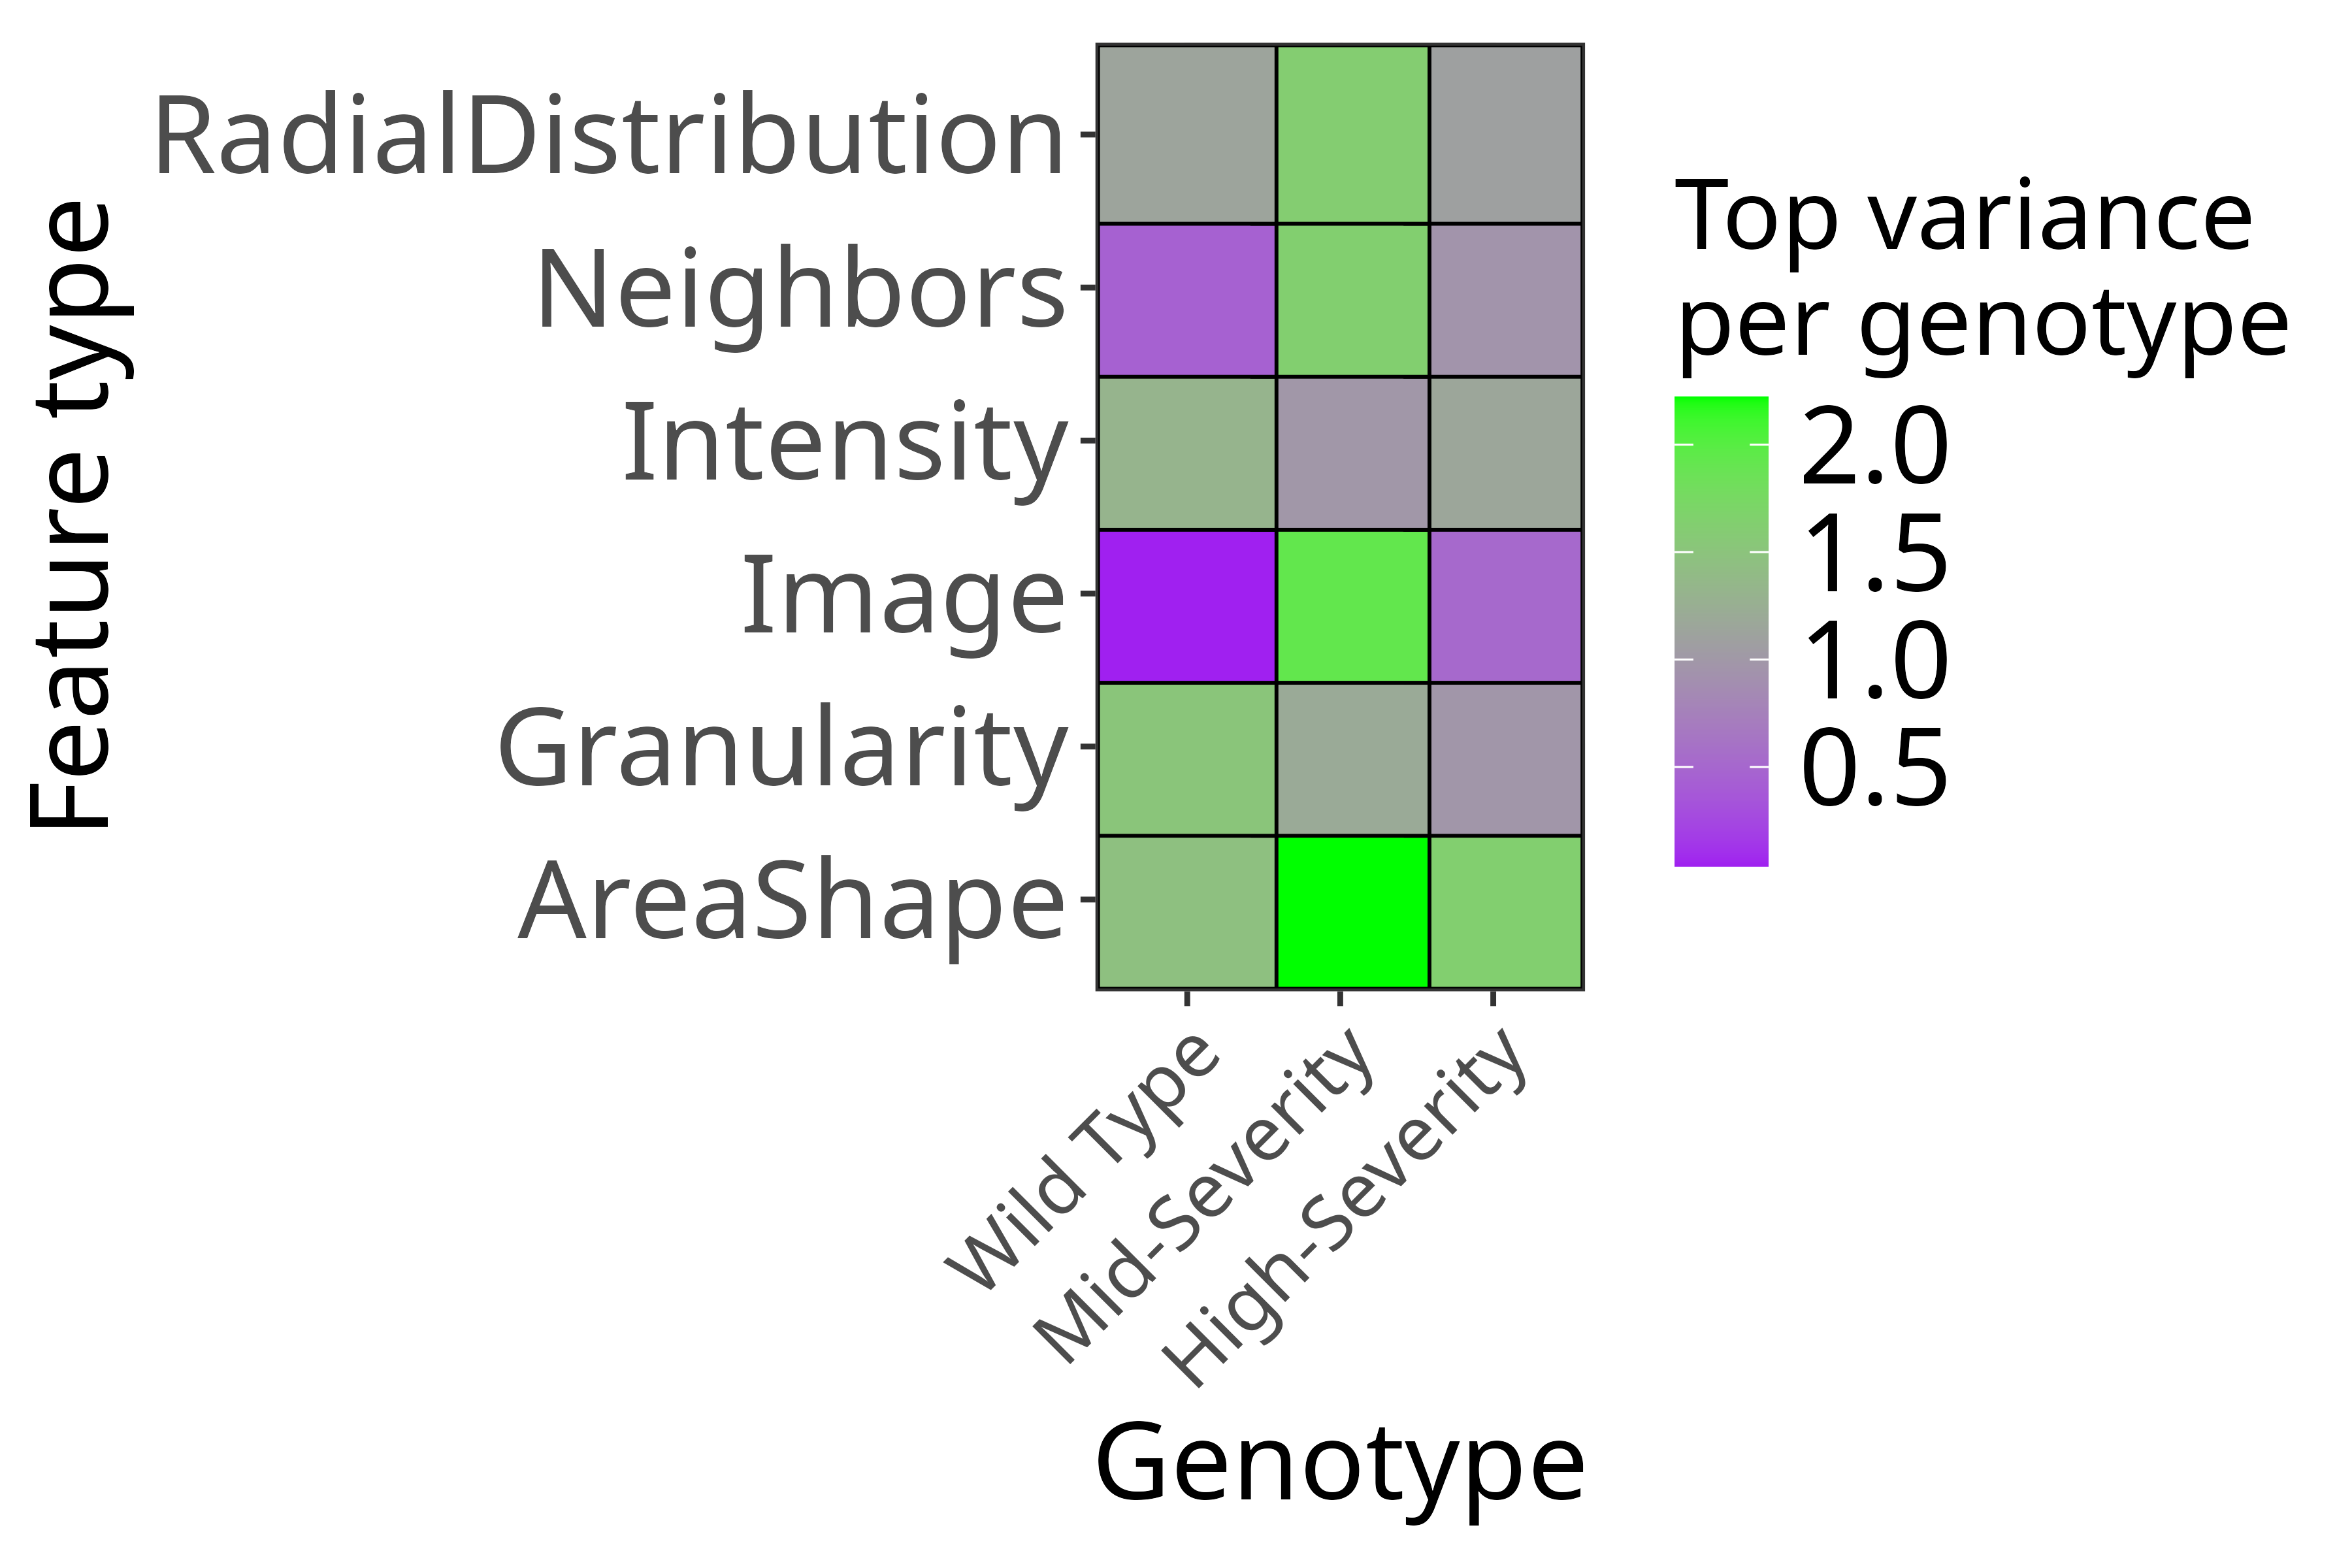 Feature type
RadialDistribution
Neighbors
Intensity
Image
Granularity
AreaShape
Wild Type
Mid-Severity
High-Severity
Genotype
Top variance
per genotype
2.0
1.5
1.0
0.5